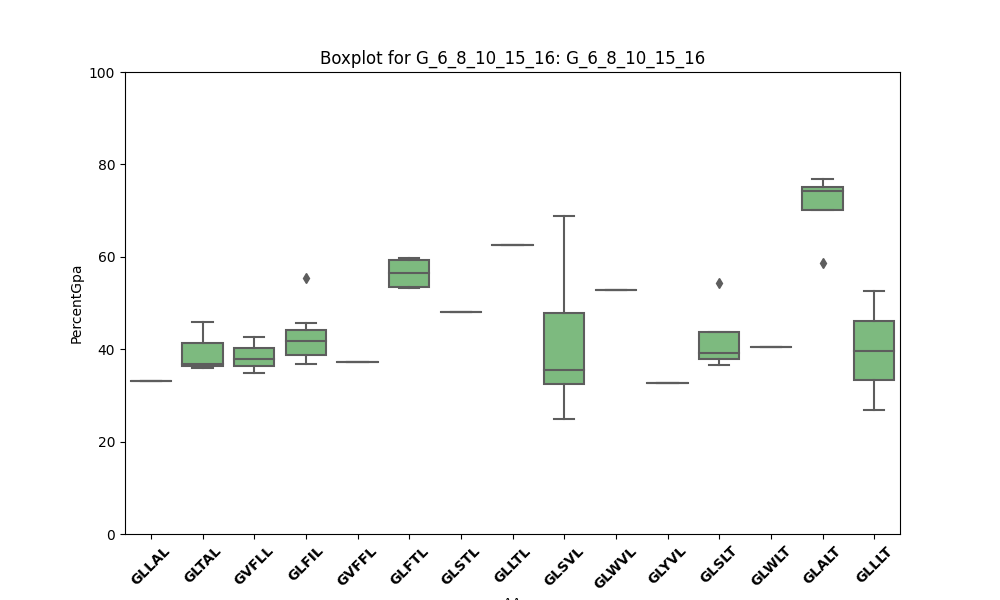 Boxplot for G_6_8_10_15_16: G_6_8_10_15_16
100
80
60
40
20
0
PercentGpa
GLLAL
GLTAL
GVFLL
GLFIL
GVFFL
GLFTL
GLSTL
GLLTL
GLSVL
GLWVL
GLYVL
GLSLT
GLWLT
GLALT
GLLLT